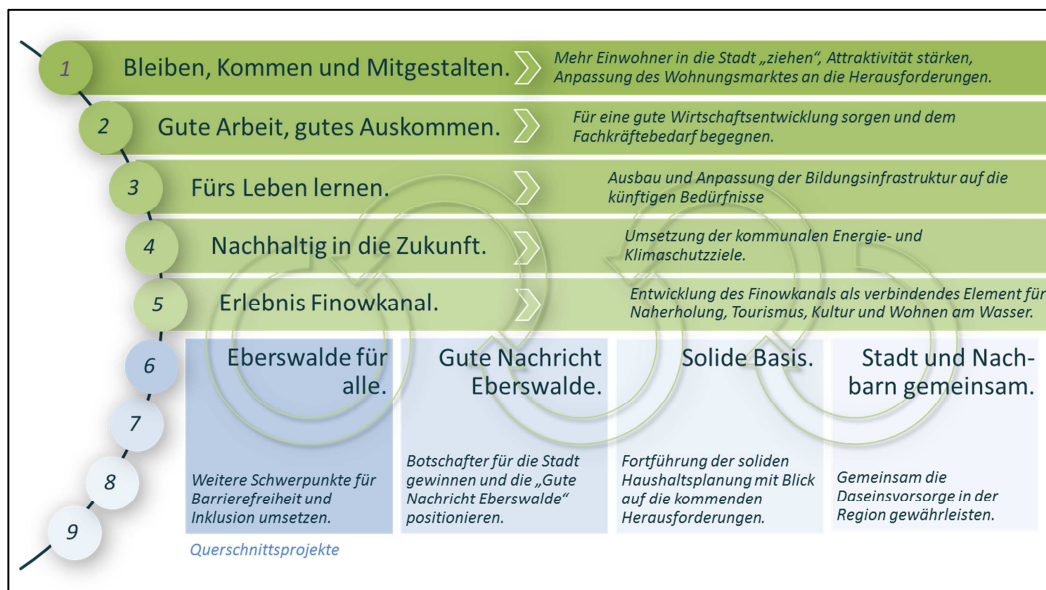 1
Bleiben, Kommen und Mitgestalten.
Mehr Einwohner in die Stadt „ziehen“, Attraktivität stärken,
Anpassung des Wohnungsmarktes an die Herausforderungen.
2
Gute Arbeit, gutes Auskommen.
Für eine gute Wirtschaftsentwicklung sorgen und dem
Fachkräftebedarf begegnen.
3
Fürs Leben lernen.
Ausbau und Anpassung der Bildungsinfrastruktur auf die
künftigen Bedürfnisse
4
Nachhaltig in die Zukunft.
Umsetzung der kommunalen Energie- und
Klimaschutzziele.
5
Erlebnis Finowkanal.
Entwicklung des Finowkanals als verbindendes Element für
Naherholung, Tourismus, Kultur und Wohnen am Wasser.
6
7
8
9
Eberswalde für
alle.
Weitere Schwerpunkte für
Barrierefreiheit und
Inklusion umsetzen.
Gute Nachricht
Eberswalde.
Botschafter für die Stadt
gewinnen und die „Gute
Nachricht Eberswalde“
positionieren.
Solide Basis.
Fortführung der soliden
Haushaltsplanung mit Blick
auf die kommenden
Herausforderungen.
Stadt und Nach-
barn gemeinsam.
Gemeinsam die
Daseinsvorsorge in der
Region gewährleisten.
Querschnittsprojekte